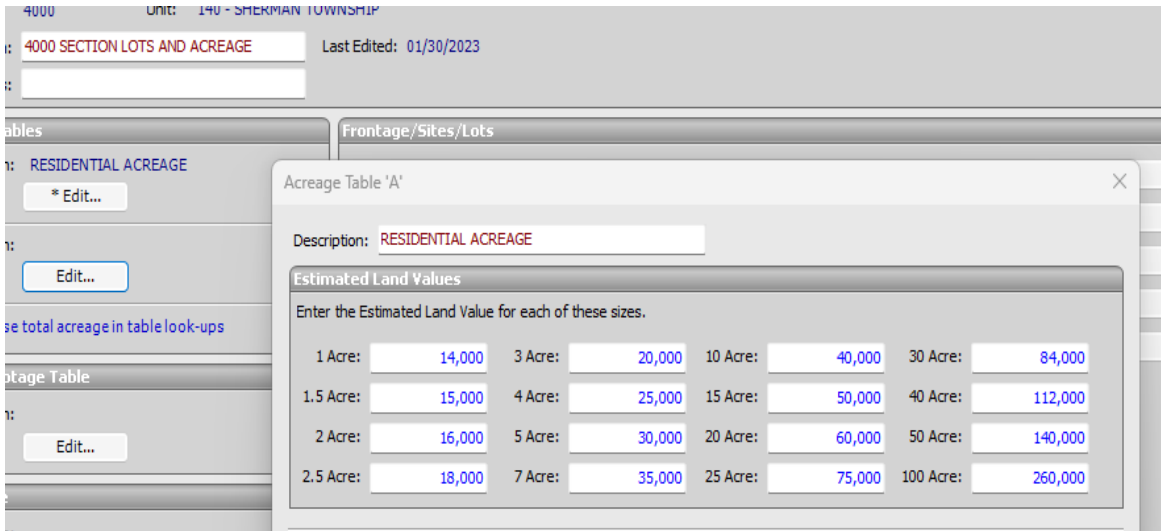 4000 Unit: 140 - SHERMAN TOWNSHIP
4000 SECTION LOTS AND ACREAGE Last Edited: 01/30/2023
Frontage/Sites/Lots
RESIDENTIAL ACREAGE
* Edit...
Edit...
total acreage in table look-ups
Table
Edit...
Acreage Table 'A'
Description: RESIDENTIAL ACREAGE
Estimated Land Values
Enter the Estimated Land Value for each of these sizes.
1 Acre: 14,000 3 Acre: 20,000 10 Acre: 40,000 30 Acre: 84,000
1.5 Acre: 15,000 4 Acre: 25,000 15 Acre: 50,000 40 Acre: 112,000
2 Acre: 16,000 5 Acre: 30,000 20 Acre: 60,000 50 Acre: 140,000
2.5 Acre: 18,000 7 Acre: 35,000 25 Acre: 75,000 100 Acre: 260,000